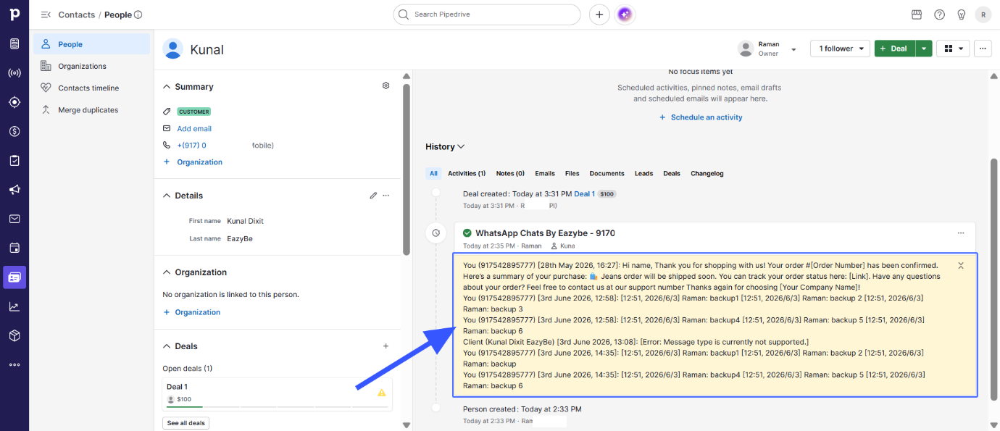 p
Contacts / People
Search Pipedrive
R
People
Organizations
Contacts timeline
Merge duplicates
Kunal
Raman
Owner
1 follower
+ Deal
Summary
CUSTOMER
Add email
+(917) 0 obile)
+ Organization
Details
First name Kunal Dixit
Last name EazyBe
Organization
No organization is linked to this person.
+ Organization
Deals
Open deals (1)
Deal 1
$100
See all deals
No focus items yet
Scheduled activities, pinned notes, email drafts
and scheduled emails will appear here.
+ Schedule an activity
History
All Activities (1) Notes (0) Emails Files Documents Leads Deals Changelog
Deal created: Today at 3:31 PM Deal 1 $100
Today at 3:31 PM · R PI)
WhatsApp Chats By Eazybe - 9170
Today at 2:35 PM · Raman Kuna
You (917542895777) [28th May 2026, 16:27]: Hi name, Thank you for shopping with us! Your order #[Order Number] has been confirmed.
Here's a summary of your purchase: 🛍️ Jeans order will be shipped soon. You can track your order status here: [Link]. Have any questions
about your order? Feel free to contact us at our support number Thanks again for choosing [Your Company Name]!
You (917542895777) [3rd June 2026, 12:58]: [12:51, 2026/6/3] Raman: backup1 [12:51, 2026/6/3] Raman: backup 2 [12:51, 2026/6/3]
Raman: backup 3
You (917542895777) [3rd June 2026, 12:58]: [12:51, 2026/6/3] Raman: backup4 [12:51, 2026/6/3] Raman: backup 5 [12:51, 2026/6/3]
Raman: backup 6
Client (Kunal Dixit EazyBe) [3rd June 2026, 13:08]: [Error: Message type is currently not supported.]
You (917542895777) [3rd June 2026, 14:35]: [12:51, 2026/6/3] Raman: backup1 [12:51, 2026/6/3] Raman: backup 2 [12:51, 2026/6/3]
Raman: backup
You (917542895777) [3rd June 2026, 14:35]: [12:51, 2026/6/3] Raman: backup4 [12:51, 2026/6/3] Raman: backup 5 [12:51, 2026/6/3]
Raman: backup 6
Person created: Today at 2:33 PM
Today at 2:33 PM · Ram